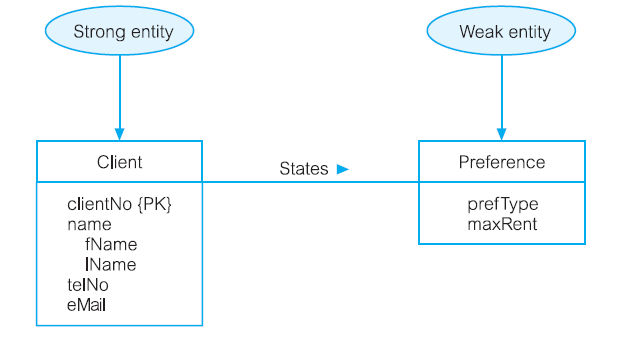 Strong entity
Weak entity
Client
States ►
Preference
clientNo {PK}
name
fName
lName
telNo
eMail
prefType
maxRent